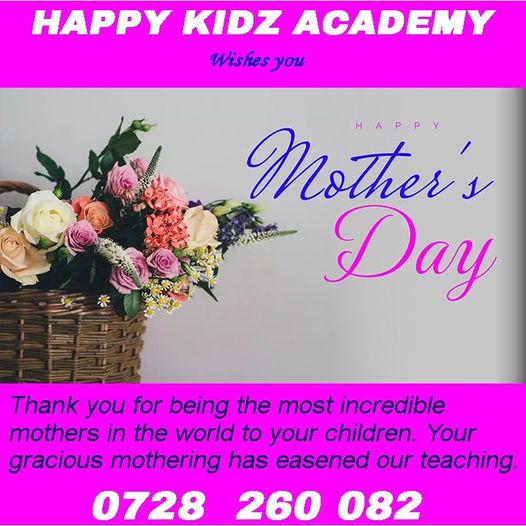 HAPPY KIDZ ACADEMY
Wishes you
HAPPY
Mother's
Day
Thank you for being the most incredible
mothers in the world to your children. Your
gracious mothering has easened our teaching.
0728 260 082